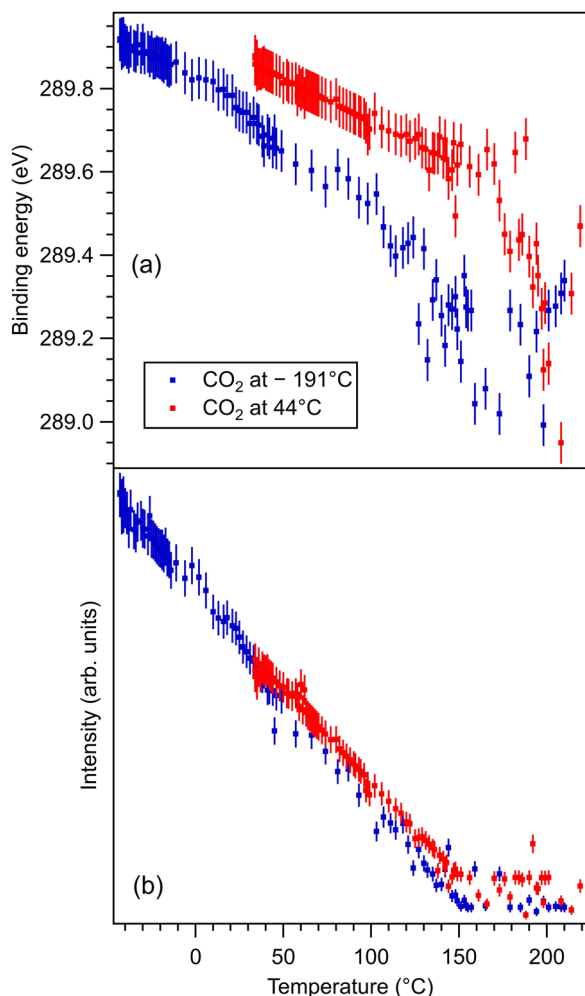 289.8
289.6
289.4
289.2
289.0
Binding energy (eV)
(a)
CO₂ at − 191°C
CO₂ at 44°C
Intensity (arb. units)
(b)
0 50 100 150 200
Temperature (°C)